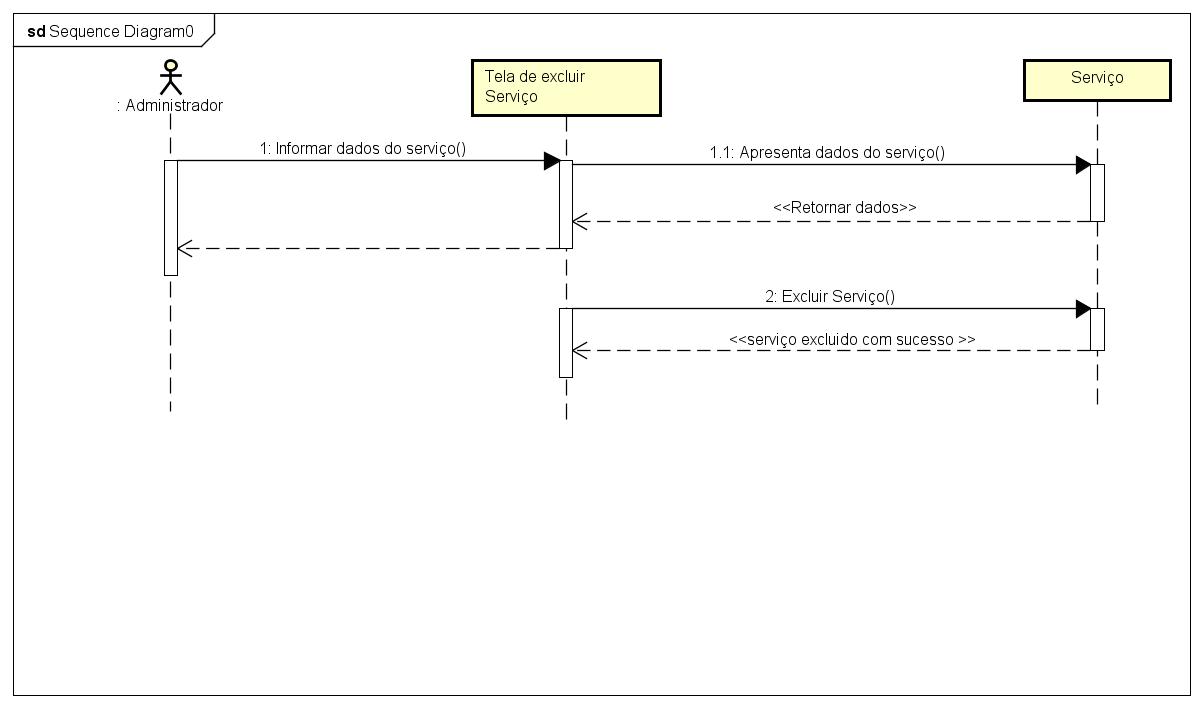 sd Sequence Diagram0
: Administrador
Tela de excluir
Serviço
Serviço
1: Informar dados do serviço()
1.1: Apresenta dados do serviço()
<<Retornar dados>>
2: Excluir Serviço()
<<serviço excluido com sucesso >>